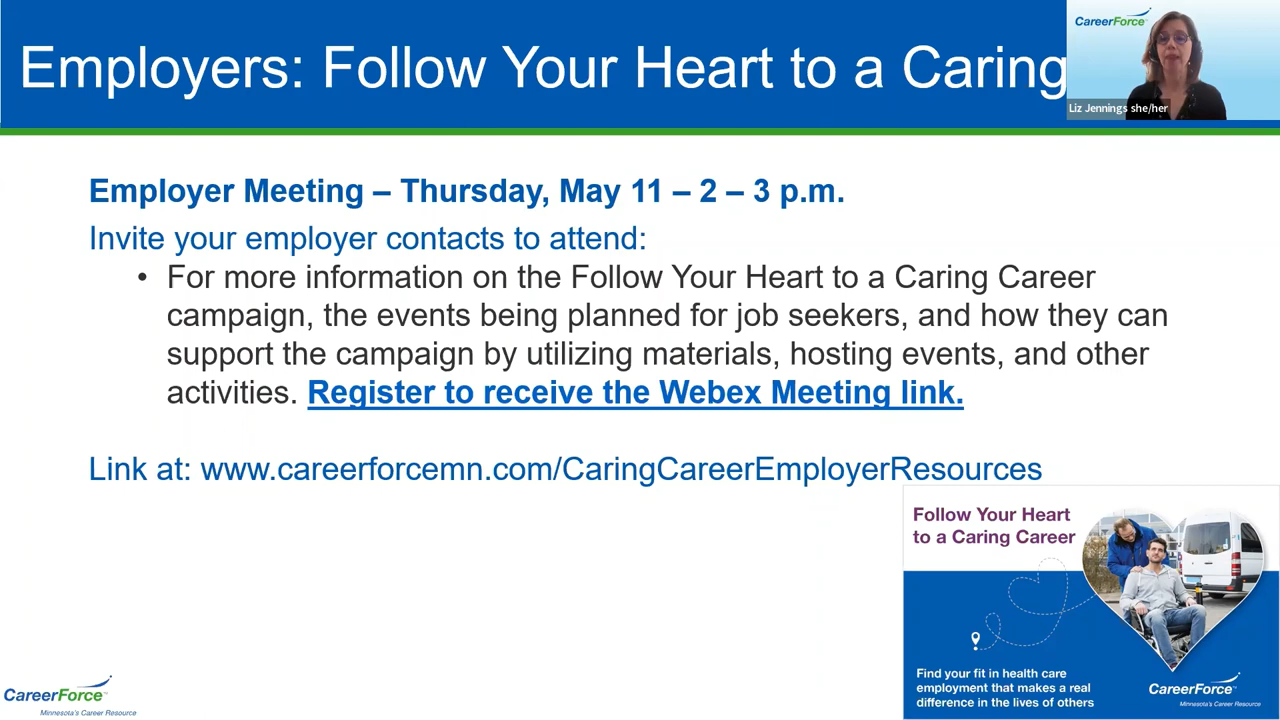 Employers: Follow Your Heart to a Caring
CareerForce
Liz Jennings she/her
Employer Meeting – Thursday, May 11 – 2 – 3 p.m.
Invite your employer contacts to attend:
• For more information on the Follow Your Heart to a Caring Career
campaign, the events being planned for job seekers, and how they can
support the campaign by utilizing materials, hosting events, and other
activities. Register to receive the Webex Meeting link.
Link at: www.careerforcemn.com/CaringCareerEmployerResources
Follow Your Heart
to a Caring Career
Find your fit in health care
employment that makes a real
difference in the lives of others
CareerForce™
Minnesota's Career Resource
CareerForce™
Minnesota's Career Resource